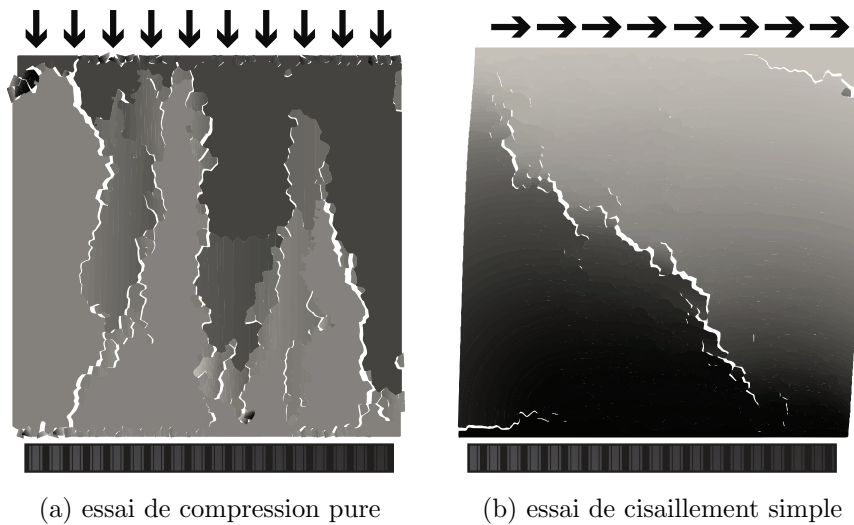 (a) essai de compression pure
(b) essai de cisaillement simple